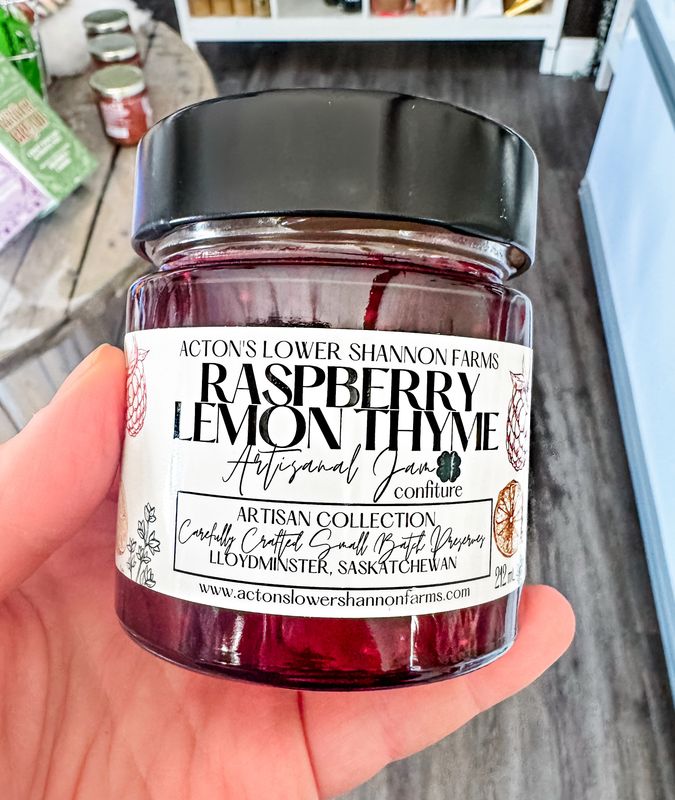 ACTON'S LOWER SHANNON FARMS
RASPBERRY
LEMON THYME
Artisanal Jam
confiture
ARTISAN COLLECTION
Carefully Crafted Small Batch Preserves
LLOYDMINSTER, SASKATCHEWAN
212 m
www.actonslowershannonfarms.com